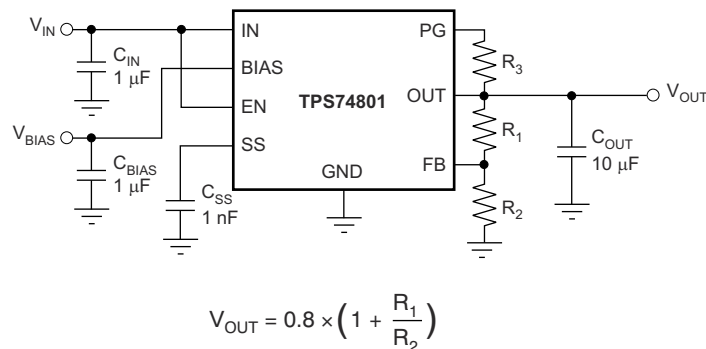 V_IN
C_IN
1 μF
V_BIAS
C_BIAS
1 μF
C_SS
1 nF
IN
BIAS
EN
SS
TPS74801
GND
PG
OUT
FB
R_3
R_1
R_2
V_OUT
C_OUT
10 μF
V_OUT = 0.8 × (1 + R_1/R_2)